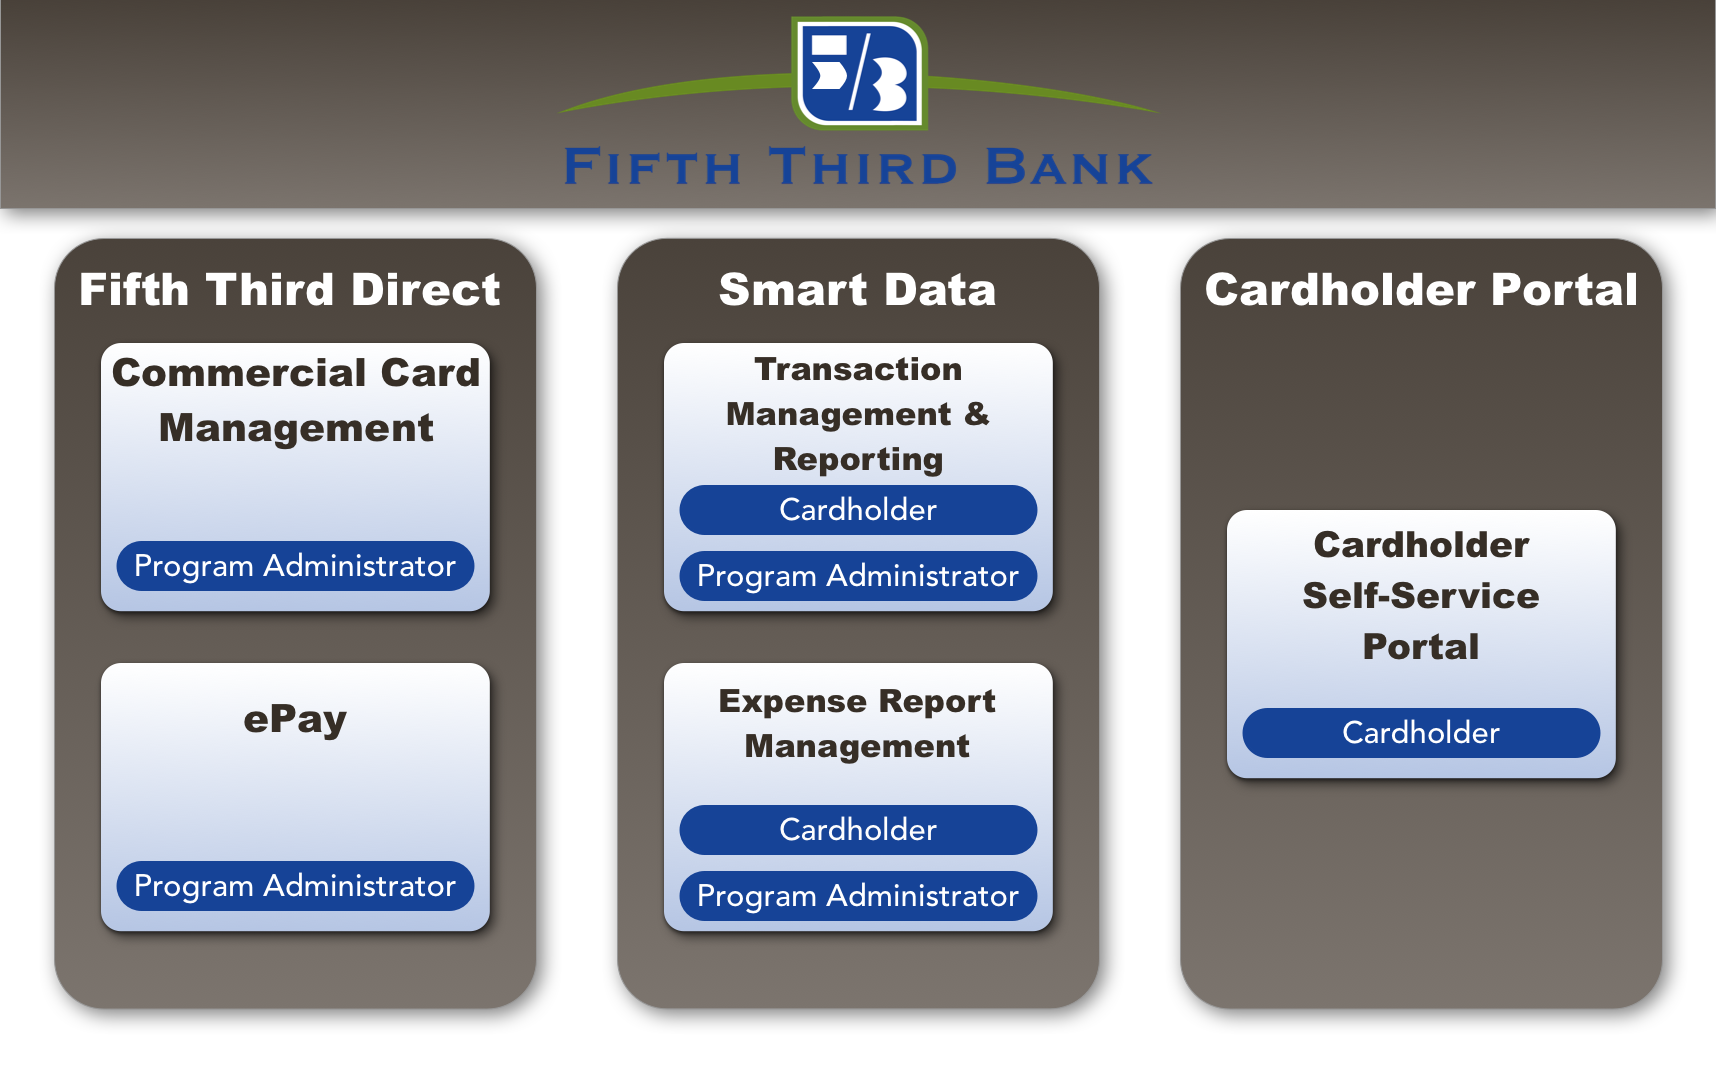 5/3
FIFTH THIRD BANK
Fifth Third Direct
Commercial Card
Management
Program Administrator
ePay
Program Administrator
Smart Data
Transaction
Management &
Reporting
Cardholder
Program Administrator
Expense Report
Management
Cardholder
Program Administrator
Cardholder Portal
Cardholder
Self-Service
Portal
Cardholder